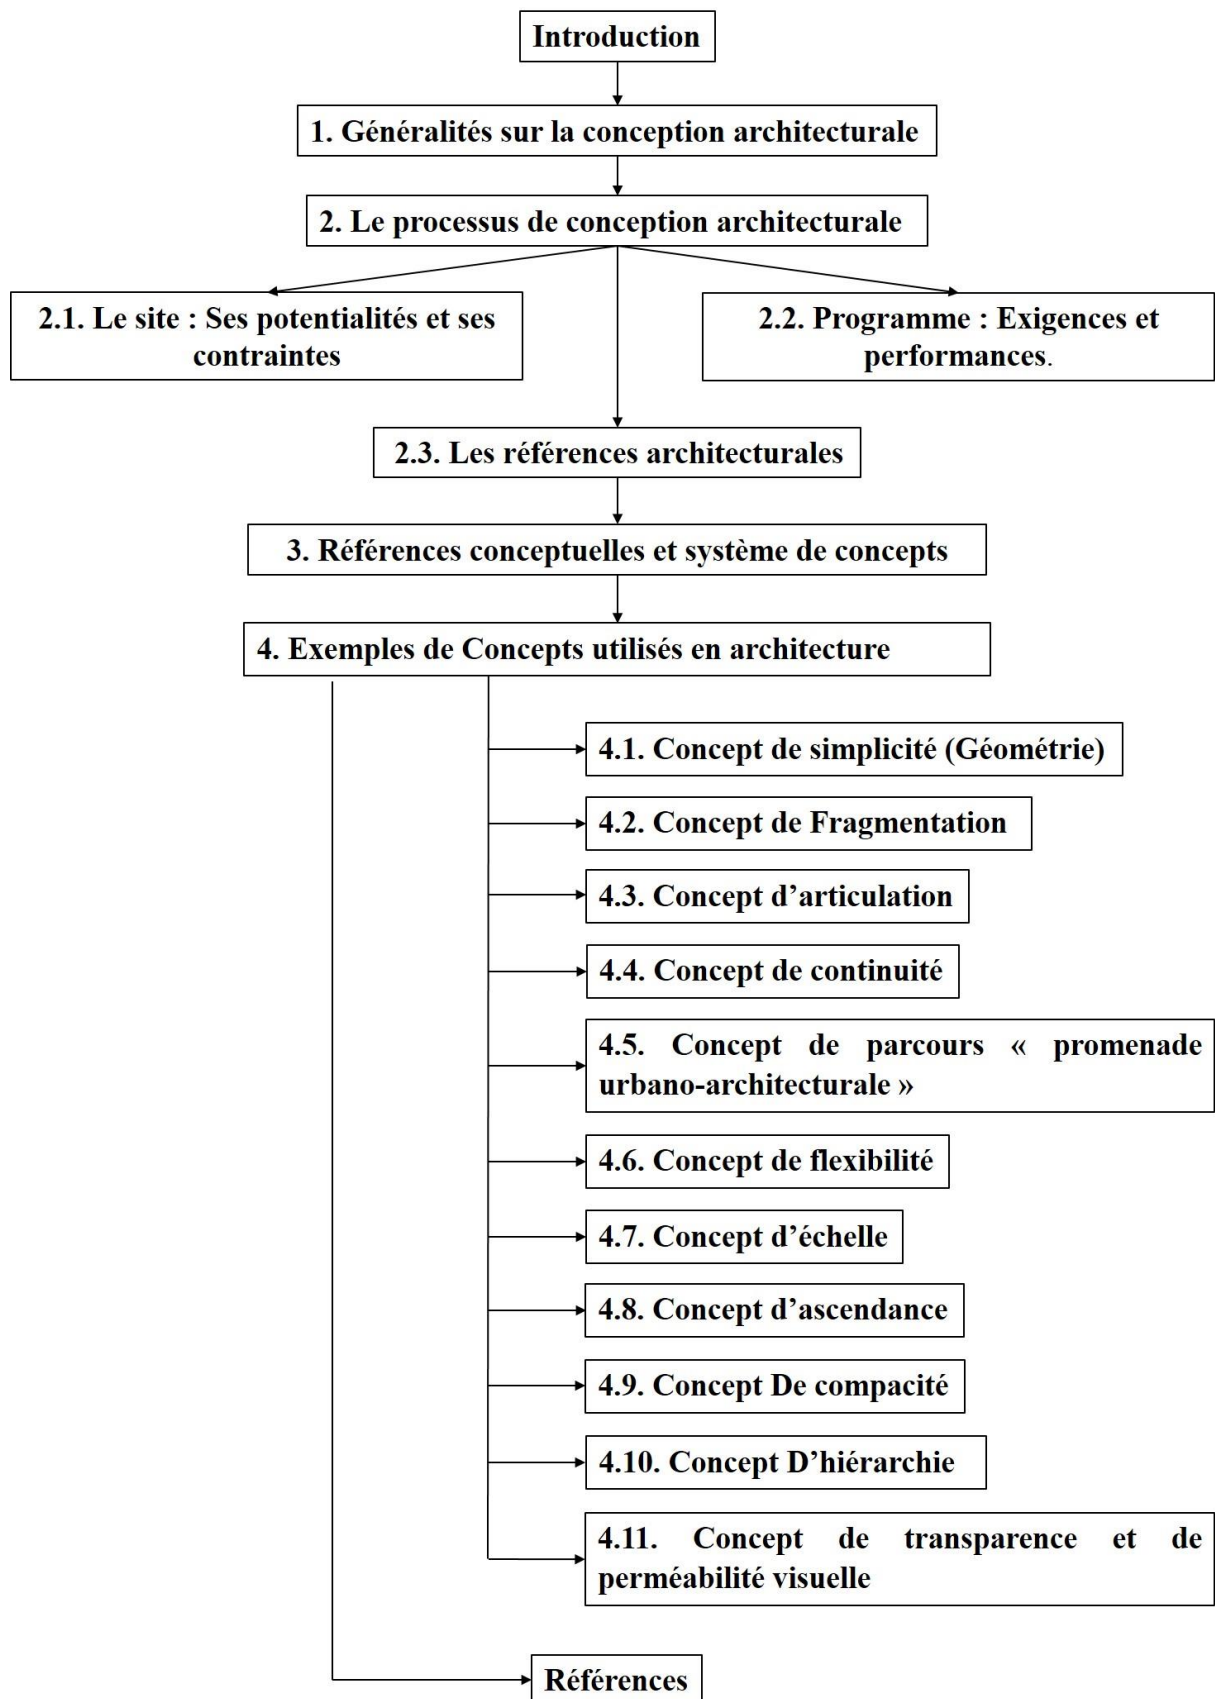 Introduction
1. Généralités sur la conception architecturale
2. Le processus de conception architecturale
2.1. Le site : Ses potentialités et ses
contraintes
2.2. Programme : Exigences et
performances.
2.3. Les références architecturales
3. Références conceptuelles et système de concepts
4. Exemples de Concepts utilisés en architecture
4.1. Concept de simplicité (Géométrie)
4.2. Concept de Fragmentation
4.3. Concept d’articulation
4.4. Concept de continuité
4.5. Concept de parcours « promenade
urbano-architecturale »
4.6. Concept de flexibilité
4.7. Concept d’échelle
4.8. Concept d’ascendance
4.9. Concept De compacité
4.10. Concept D’hiérarchie
4.11. Concept de transparence et de
perméabilité visuelle
Références